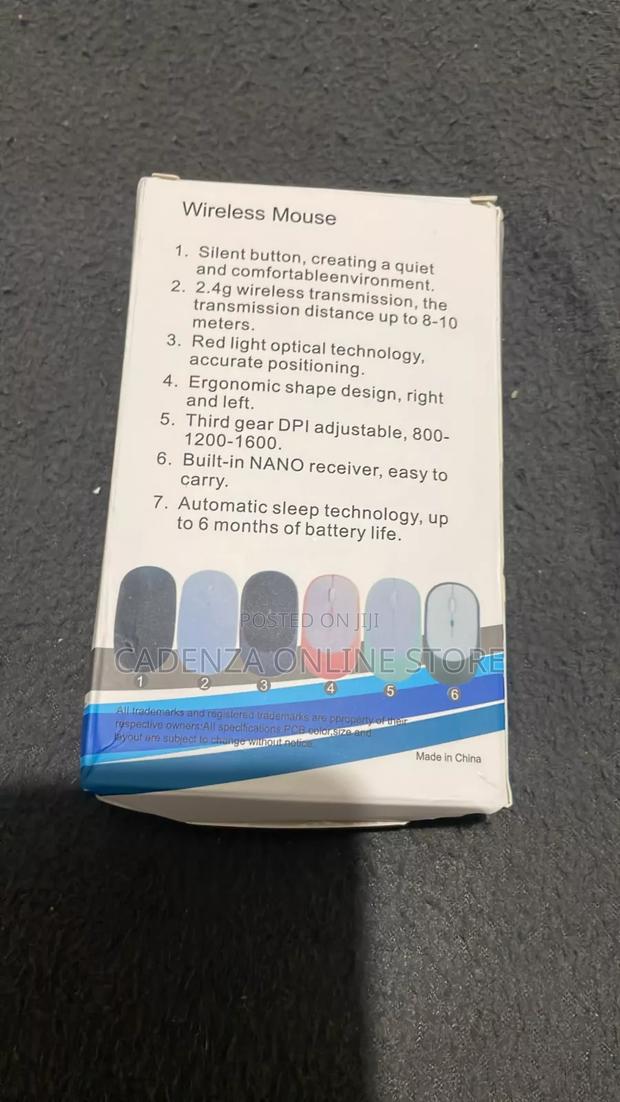 Wireless Mouse
1. Silent button, creating a quiet
and comfortableenvironment.
2. 2.4g wireless transmission, the
transmission distance up to 8-10
meters.
3. Red light optical technology,
accurate positioning.
4. Ergonomic shape design, right
and left.
5. Third gear DPI adjustable, 800-
1200-1600.
6. Built-in NANO receiver, easy to
carry.
7. Automatic sleep technology, up
to 6 months of battery life.
POSTED ON JIJI
CADENZA ONLINE STORE
1 2 3 4 5 6
All trademarks and registered trademarks are pproperty of their
respective owners:All specifications PCB color,size and
layout are subject to change without notice.
Made in China